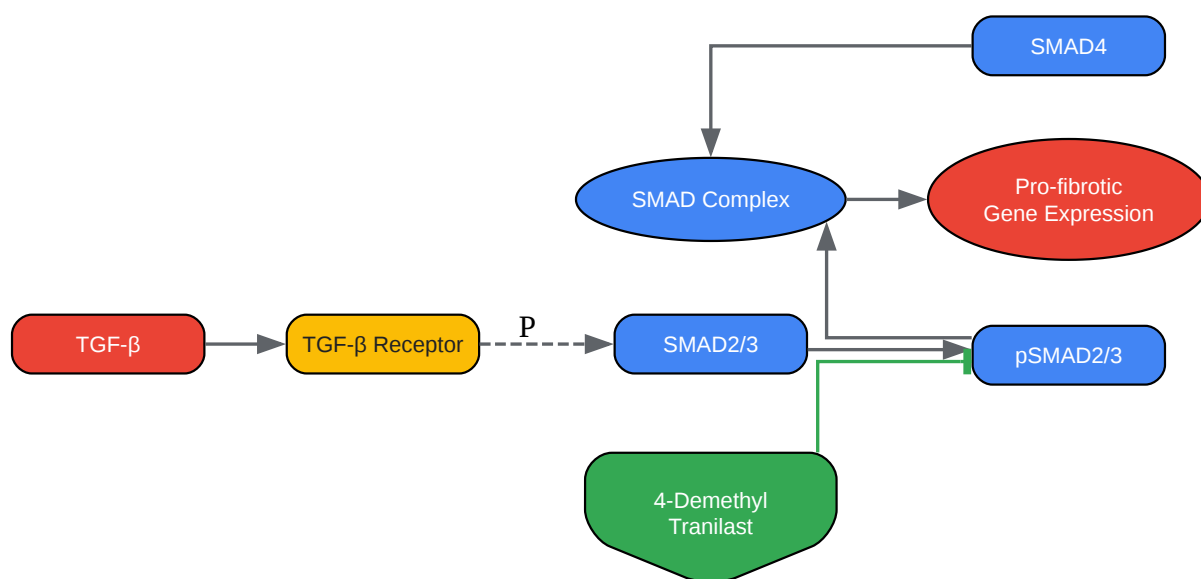 SMAD4
SMAD Complex
Pro-fibrotic
Gene Expression
TGF-β
TGF-β Receptor
P
SMAD2/3
pSMAD2/3
4-Demethyl
Tranilast